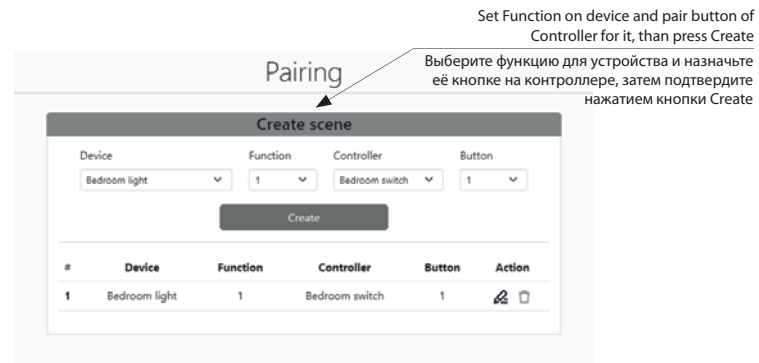 Set Function on device and pair button of
Controller for it, than press Create
Выберите функцию для устройства и назначьте
её кнопке на контроллере, затем подтвердите
нажатием кнопки Create
Pairing
Create scene
Device Function Controller Button
Bedroom light 1 Bedroom switch 1
Create
# Device Function Controller Button Action
1 Bedroom light 1 Bedroom switch 1